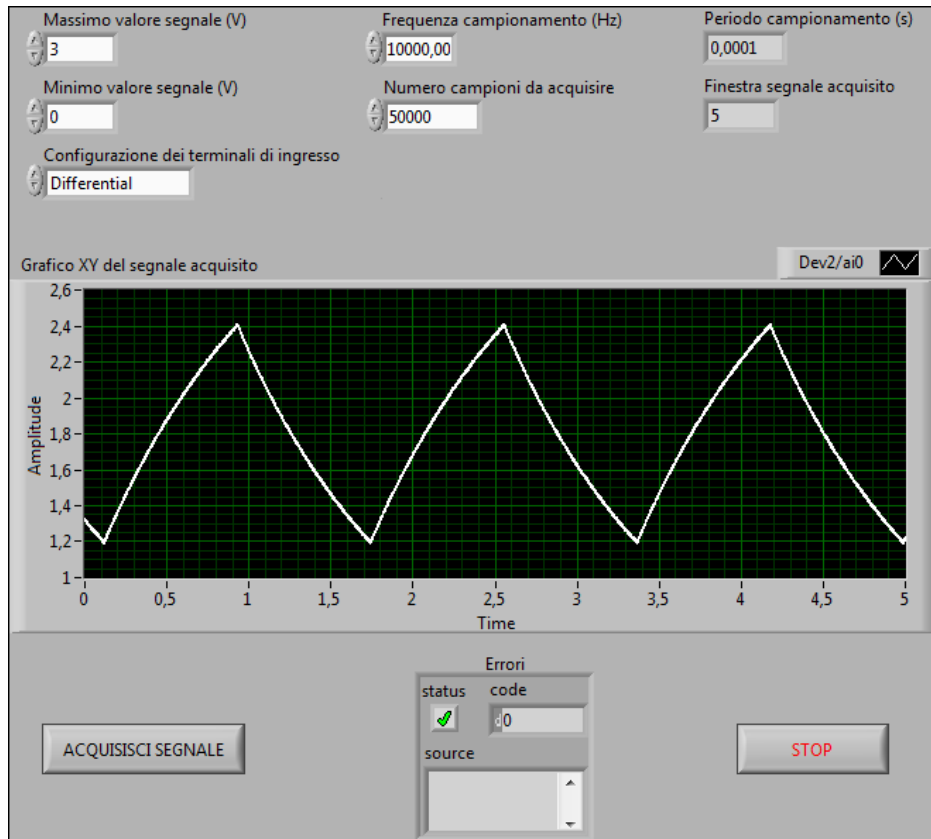 Massimo valore segnale (V)
3
Frequenza campionamento (Hz)
10000,00
Periodo campionamento (s)
0,0001
Minimo valore segnale (V)
0
Numero campioni da acquisire
50000
Finestra segnale acquisito
5
Configurazione dei terminali di ingresso
Differential
Grafico XY del segnale acquisito
Dev2/ai0
Amplitude
2,6
2,4
2,2
2
1,8
1,6
1,4
1,2
1
0
0,5
1
1,5
2
2,5
3
3,5
4
4,5
5
Time
Errori
status
code
d0
source
ACQUISISCI SEGNALE
STOP